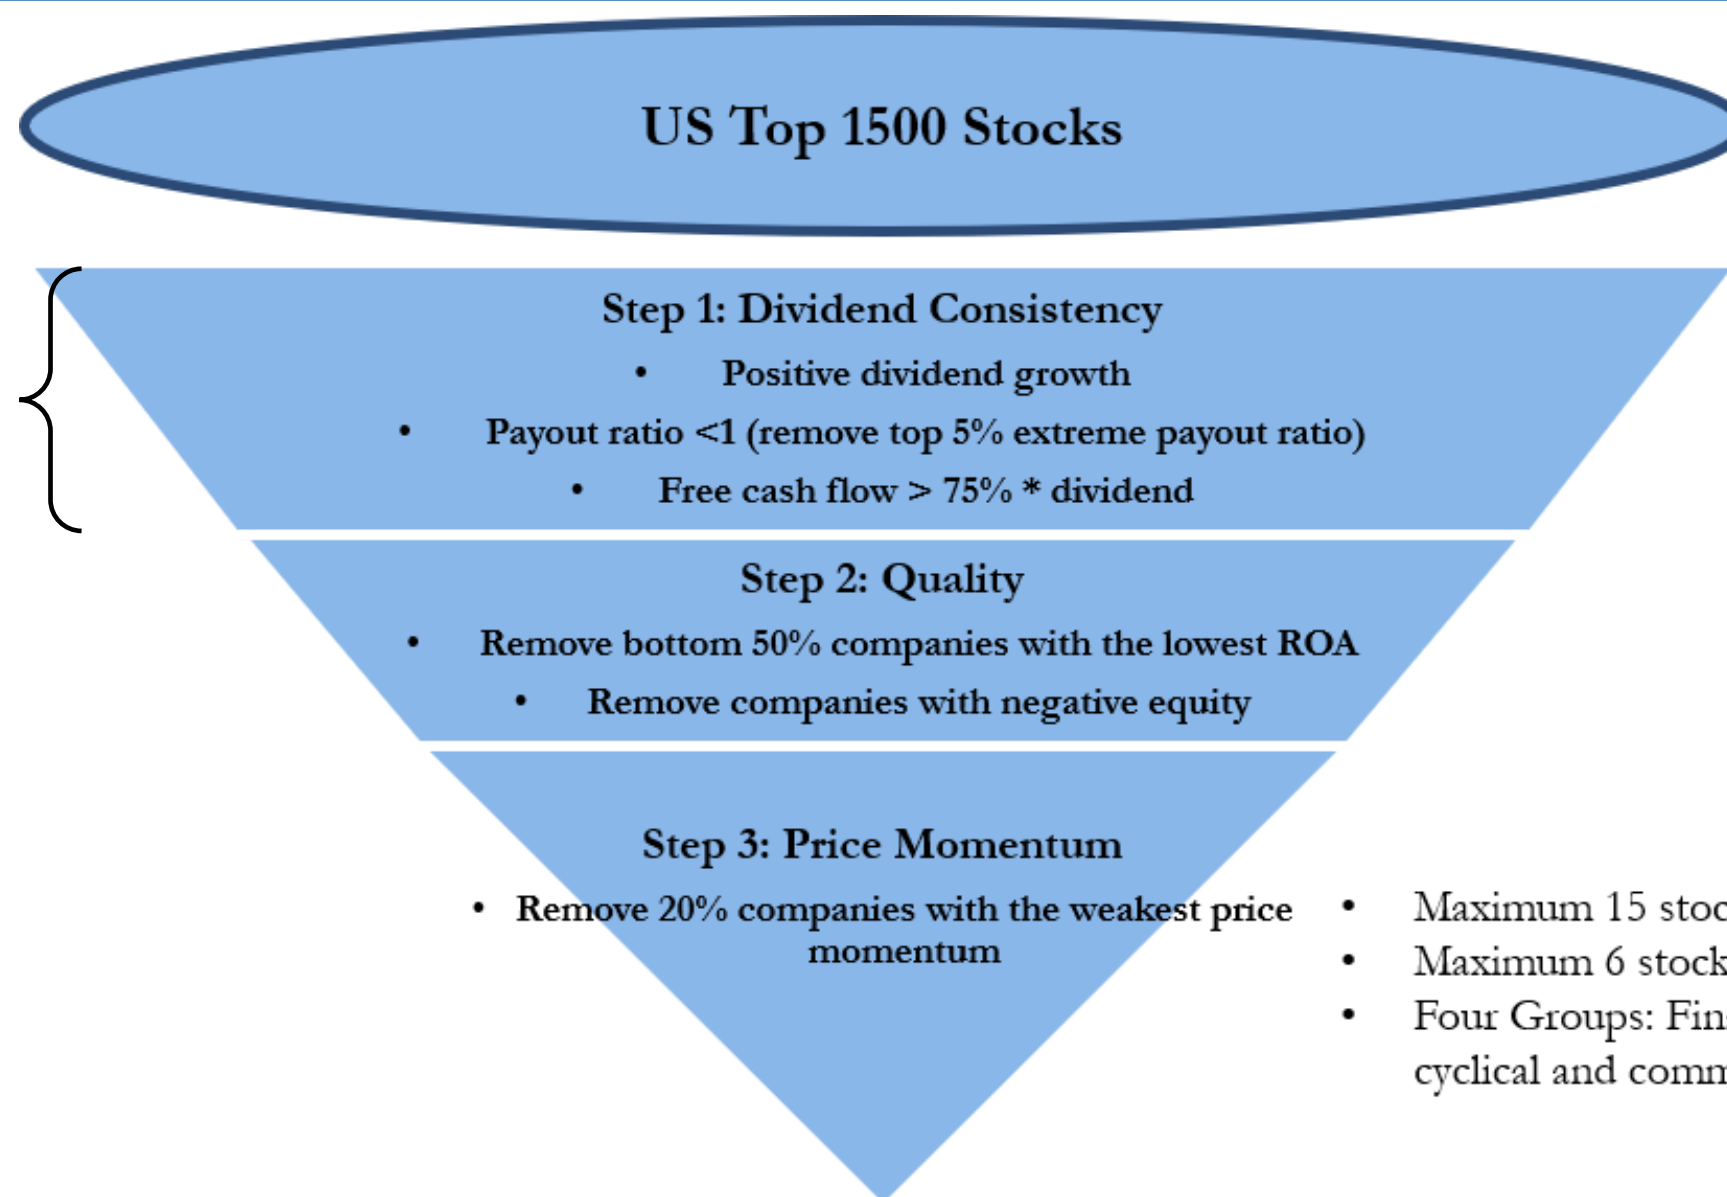 US Top 1500 Stocks
Step 1: Dividend Consistency
• Positive dividend growth
• Payout ratio <1 (remove top 5% extreme payout ratio)
• Free cash flow > 75% * dividend
Step 2: Quality
• Remove bottom 50% companies with the lowest ROA
• Remove companies with negative equity
Step 3: Price Momentum
• Remove 20% companies with the weakest price
momentum
• Maximum 15
• Maximum 6
• Four Groups:
cyclical and